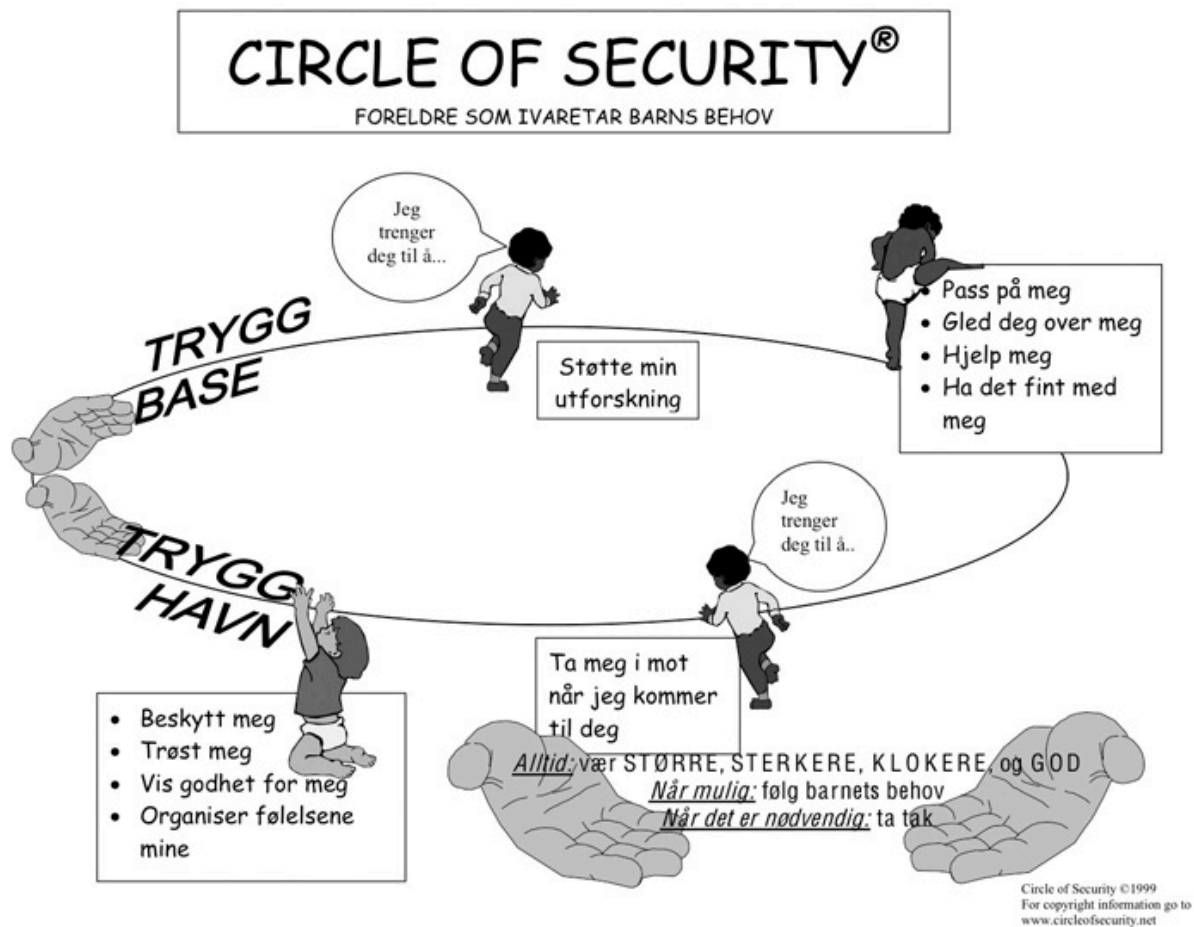 CIRCLE OF SECURITY®
FORELDRE SOM IVARETAR BARNS BEHOV
Jeg
trenger
deg til å...
TRYGG
BASE
Støtte min
utforskning
• Pass på meg
• Gled deg over meg
• Hjelp meg
• Ha det fint med
meg
Jeg
trenger
deg til å..
TRYGG
HAVN
Ta meg i mot
når jeg kommer
til deg
• Beskytt meg
• Trøst meg
• Vis godhet for meg
• Organiser følelsene
mine
Alltid: vær STØRRE, STERKERE, KLOKERE, og GOD
Når mulig: følg barnets behov
Når det er nødvendig: ta tak
Circle of Security ©1999
For copyright information go to
www.circleofsecurity.net